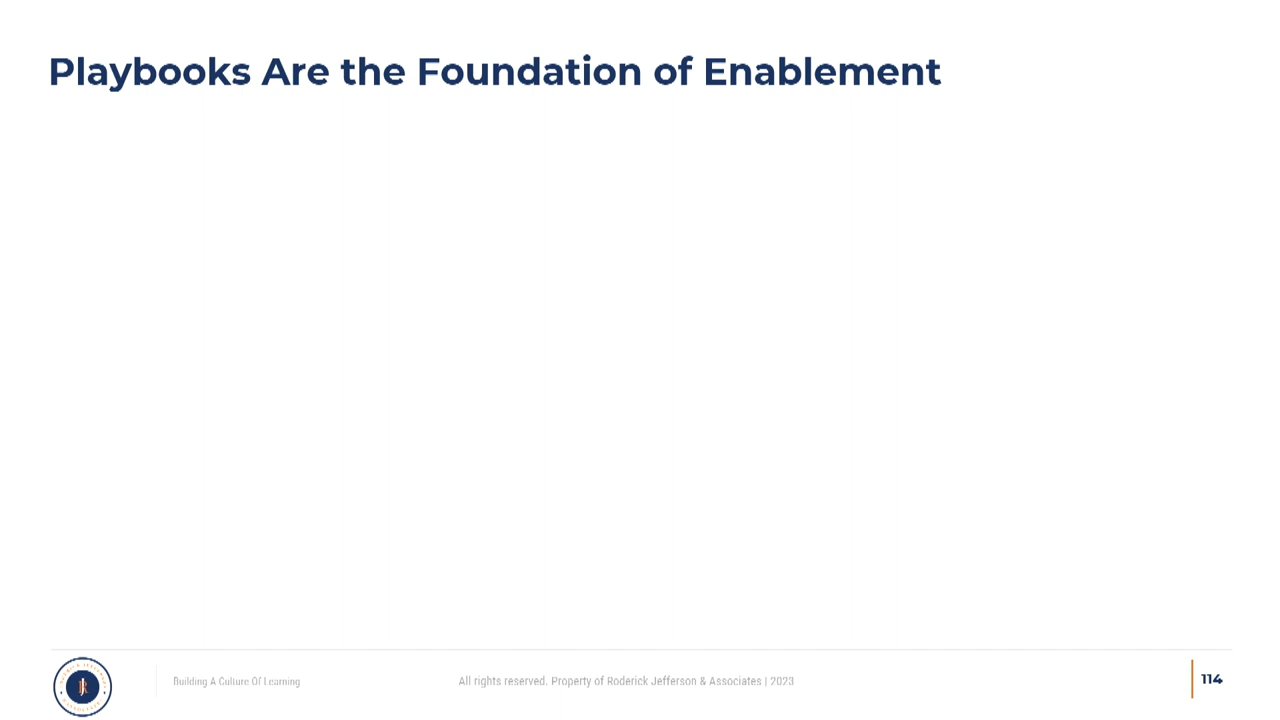 Playbooks Are the Foundation of Enablement
Building A Culture Of Learning
All rights reserved. Property of Roderick Jefferson & Associates | 2023
114